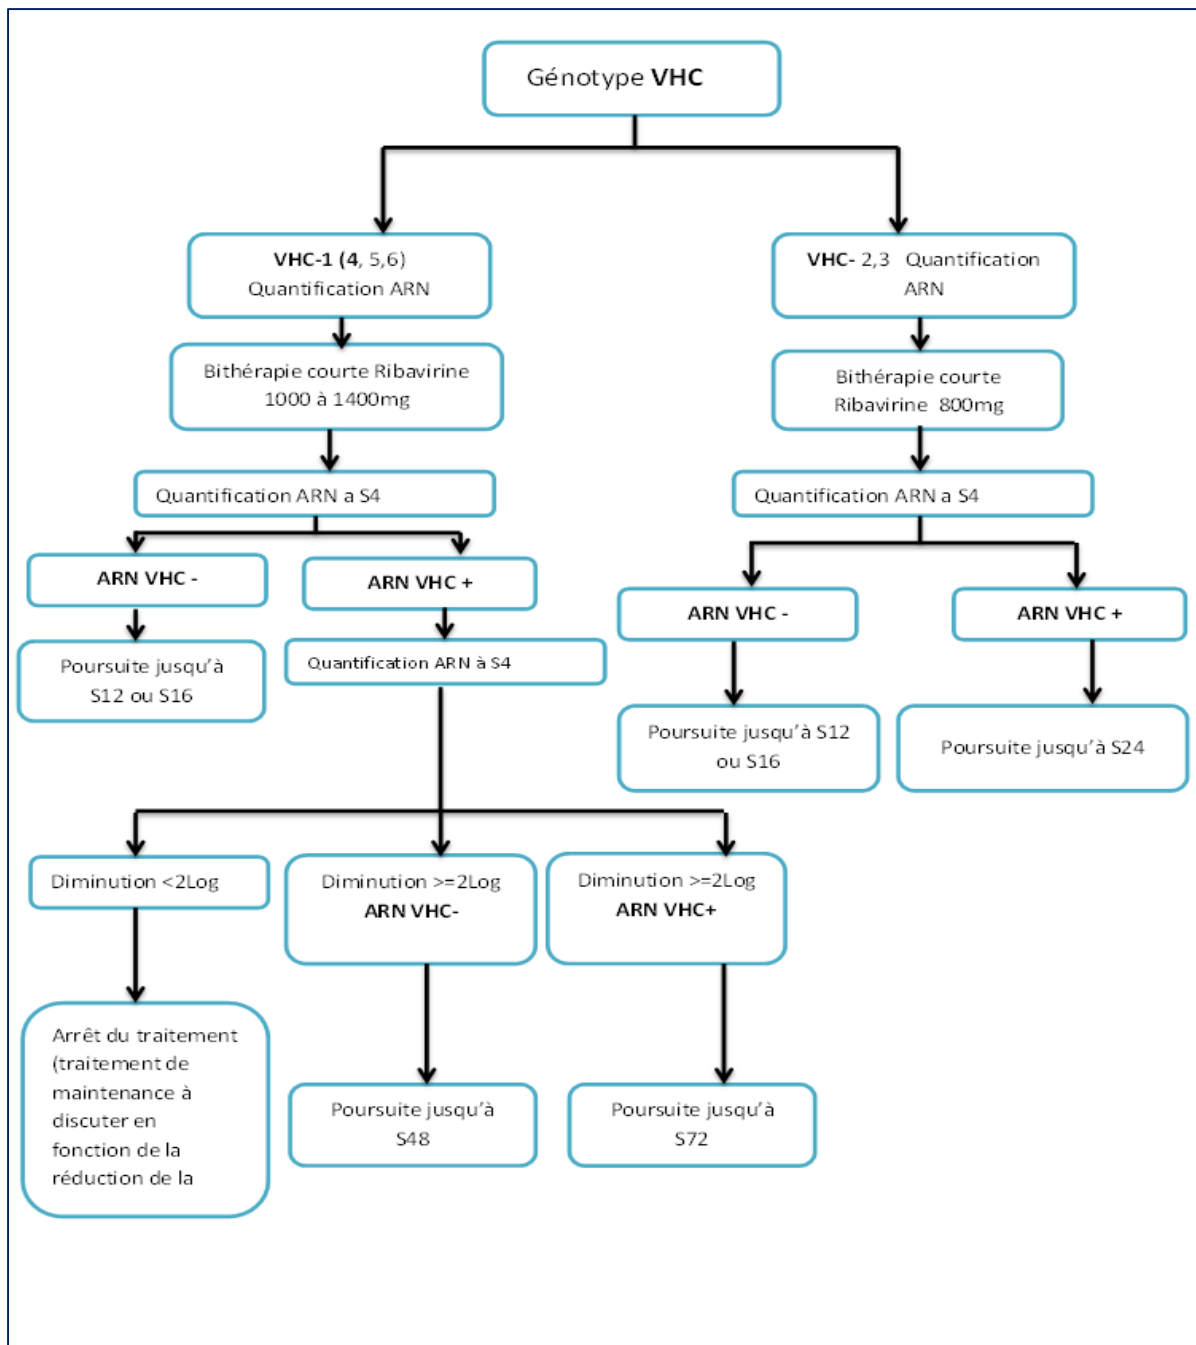 Génotype VHC
VHC-1 (4, 5,6)
Quantification ARN
VHC- 2,3 Quantification
ARN
Bithérapie courte Ribavirine
1000 à 1400mg
Bithérapie courte
Ribavirine 800mg
Quantification ARN a S4
Quantification ARN a S4
ARN VHC -
ARN VHC +
ARN VHC -
ARN VHC +
Poursuite jusqu’à
S12 ou S16
Quantification ARN à S4
Poursuite jusqu’à S12
ou S16
Poursuite jusqu’à S24
Diminution <2Log
Diminution >=2Log
ARN VHC-
Diminution >=2Log
ARN VHC+
Arrêt du traitement
(traitement de
maintenance à
discuter en
fonction de la
réduction de la
Poursuite jusqu’à
S48
Poursuite jusqu’à
S72